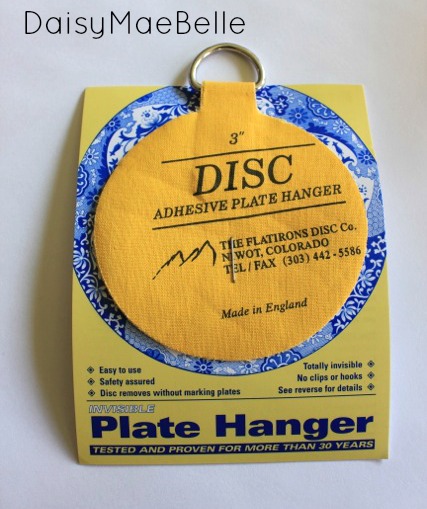 DaisyMaeBelle
3"
DISC
ADHESIVE PLATE HANGER
THE FLATIRONS DISC Co.
NIWOT, COLORADO
TEL / FAX (303) 442 - 5586
Made in England
Easy to use
Safety assured
Disc removes without marking plates
Totally invisible
No clips or hooks
See reverse for details
INVISIBLE
Plate Hanger
TESTED AND PROVEN FOR MORE THAN 30 YEARS